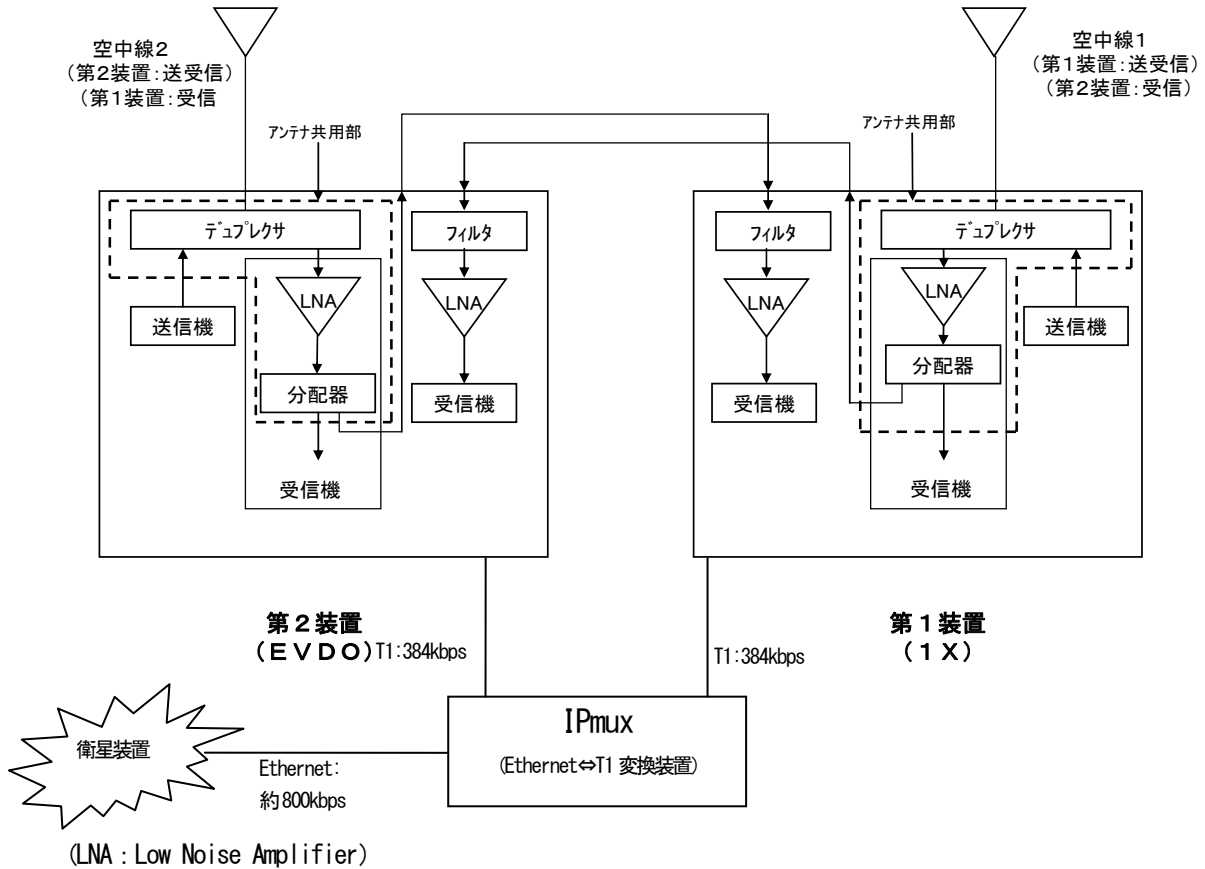 空中線2
(第2装置:送受信)
(第1装置:受信
空中線1
(第1装置:送受信)
(第2装置:受信)
アンテナ共用部
アンテナ共用部
デュプレクサ
フィルタ
フィルタ
デュプレクサ
LNA
LNA
LNA
LNA
送信機
送信機
分配器
受信機
受信機
分配器
受信機
受信機
第2装置
(EVDO)
T1:384kbps
第1装置
(1X)
T1:384kbps
IPmux
(Ethernet⇔T1 変換装置)
衛星装置
Ethernet:
約800kbps
(LNA : Low Noise Amplifier)